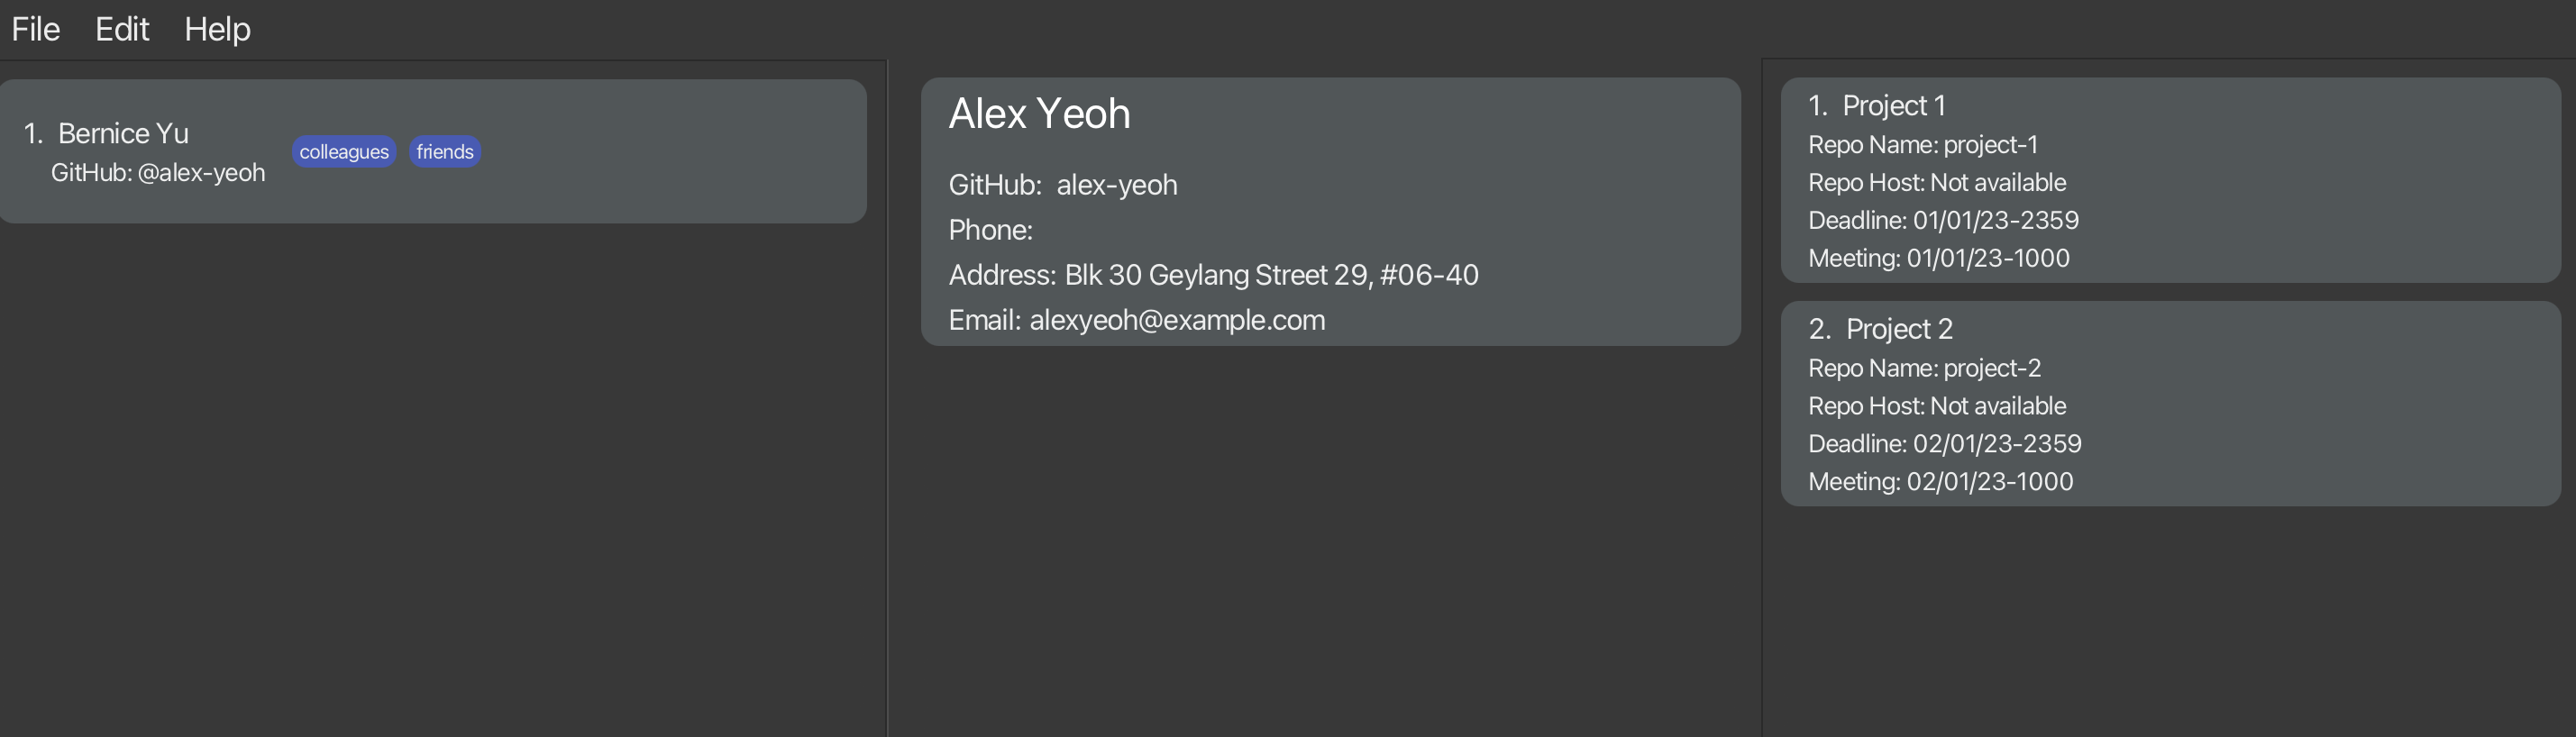 File Edit Help
1. Bernice Yu
GitHub: @alex-yeoh
colleagues friends
Alex Yeoh
GitHub: alex-yeoh
Phone:
Address: Blk 30 Geylang Street 29, #06-40
Email: alexyeoh@example.com
1. Project 1
Repo Name: project-1
Repo Host: Not available
Deadline: 01/01/23-2359
Meeting: 01/01/23-1000
2. Project 2
Repo Name: project-2
Repo Host: Not available
Deadline: 02/01/23-2359
Meeting: 02/01/23-1000